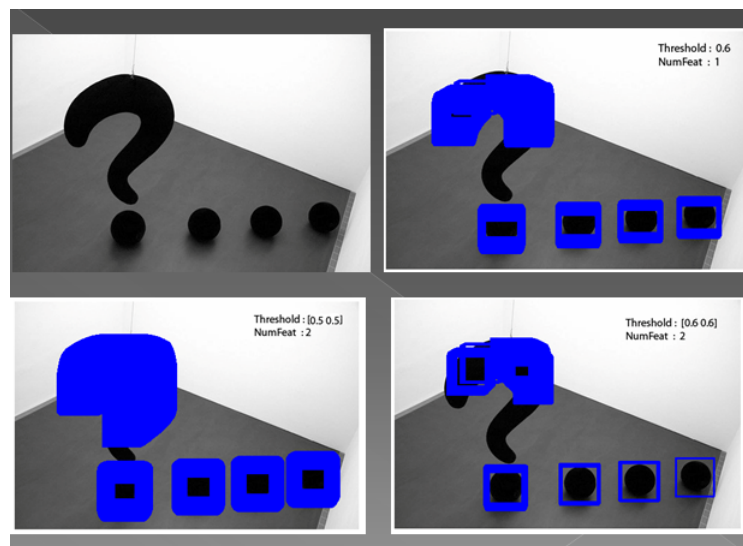 Threshold : 0.6
NumFeat : 1
Threshold : [0.5 0.5]
NumFeat : 2
Threshold : [0.6 0.6]
NumFeat : 2